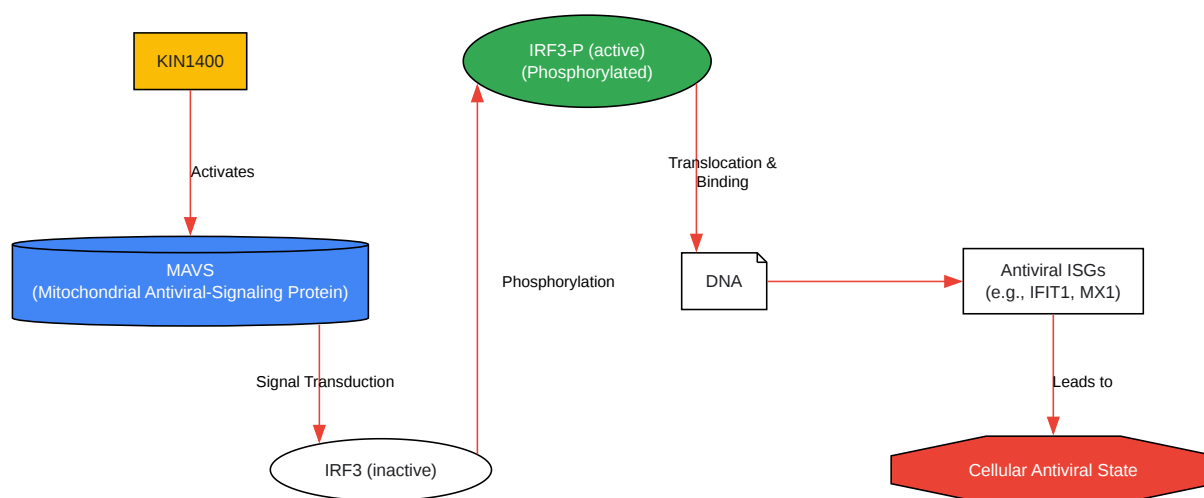 KIN1400
Activates
MAVS
(Mitochondrial Antiviral-Signaling Protein)
Signal Transduction
IRF3 (inactive)
Phosphorylation
IRF3-P (active)
(Phosphorylated)
Translocation &
Binding
DNA
Antiviral ISGs
(e.g., IFIT1, MX1)
Leads to
Cellular Antiviral State